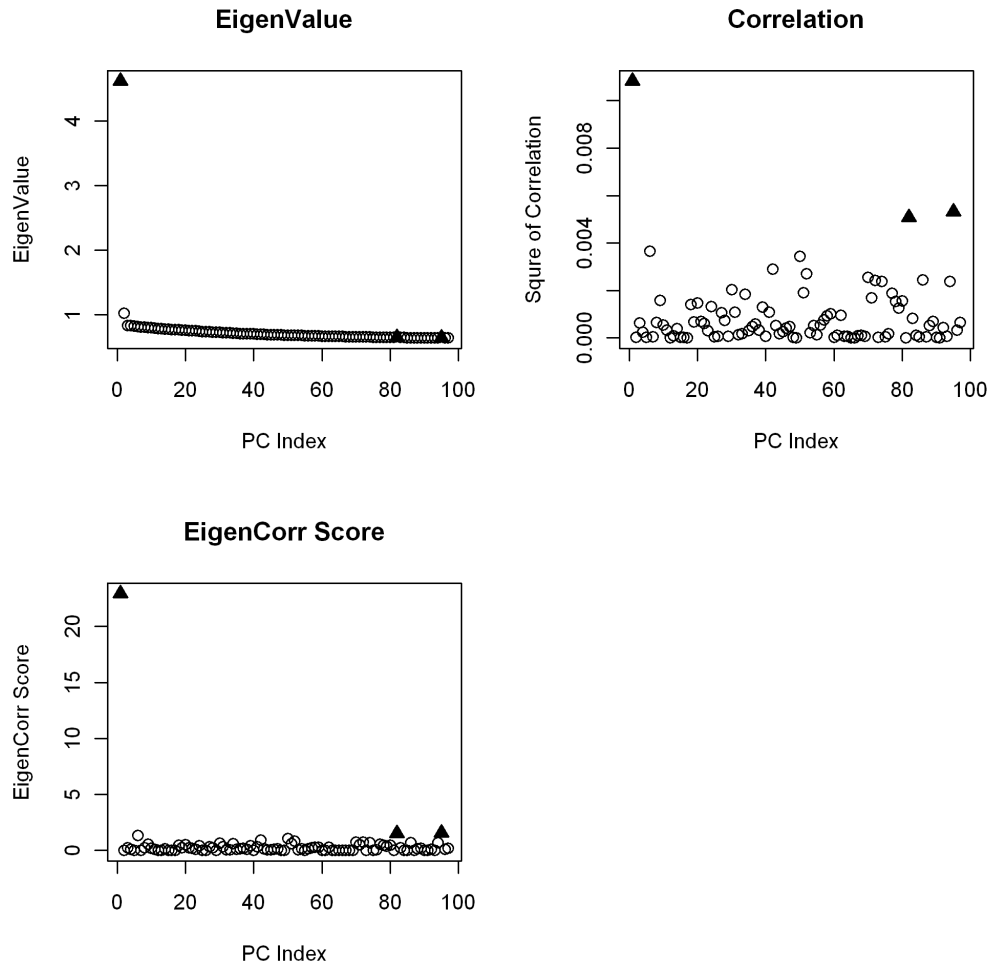 EigenValue
EigenValue
4
3
2
1
0 20 40 60 80 100
PC Index
Correlation
Squre of Correlation
0.008
0.004
0.000
0 20 40 60 80 100
PC Index
EigenCorr Score
EigenCorr Score
20
15
10
5
0
0 20 40 60 80 100
PC Index